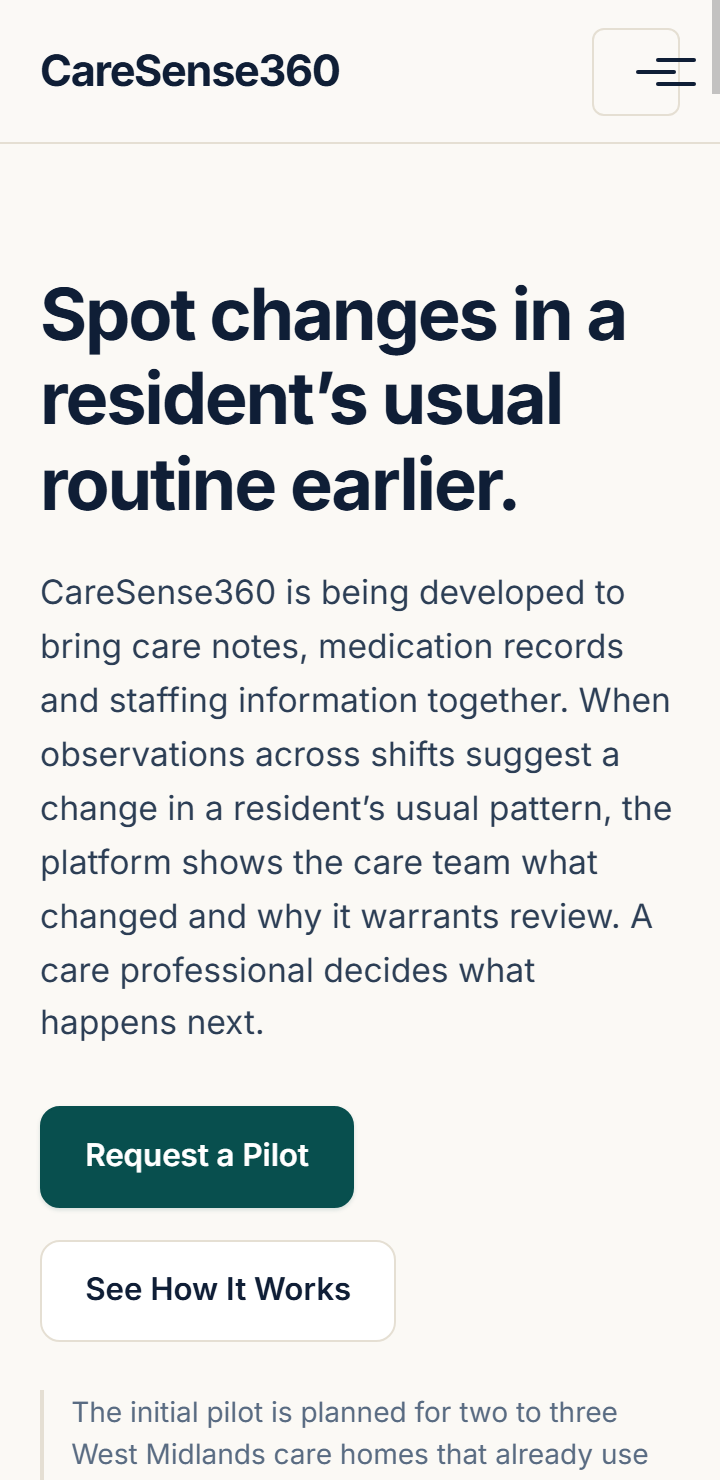 CareSense360
Spot changes in a
resident’s usual
routine earlier.
CareSense360 is being developed to
bring care notes, medication records
and staffing information together. When
observations across shifts suggest a
change in a resident’s usual pattern, the
platform shows the care team what
changed and why it warrants review. A
care professional decides what
happens next.
Request a Pilot
See How It Works
The initial pilot is planned for two to three
West Midlands care homes that already use